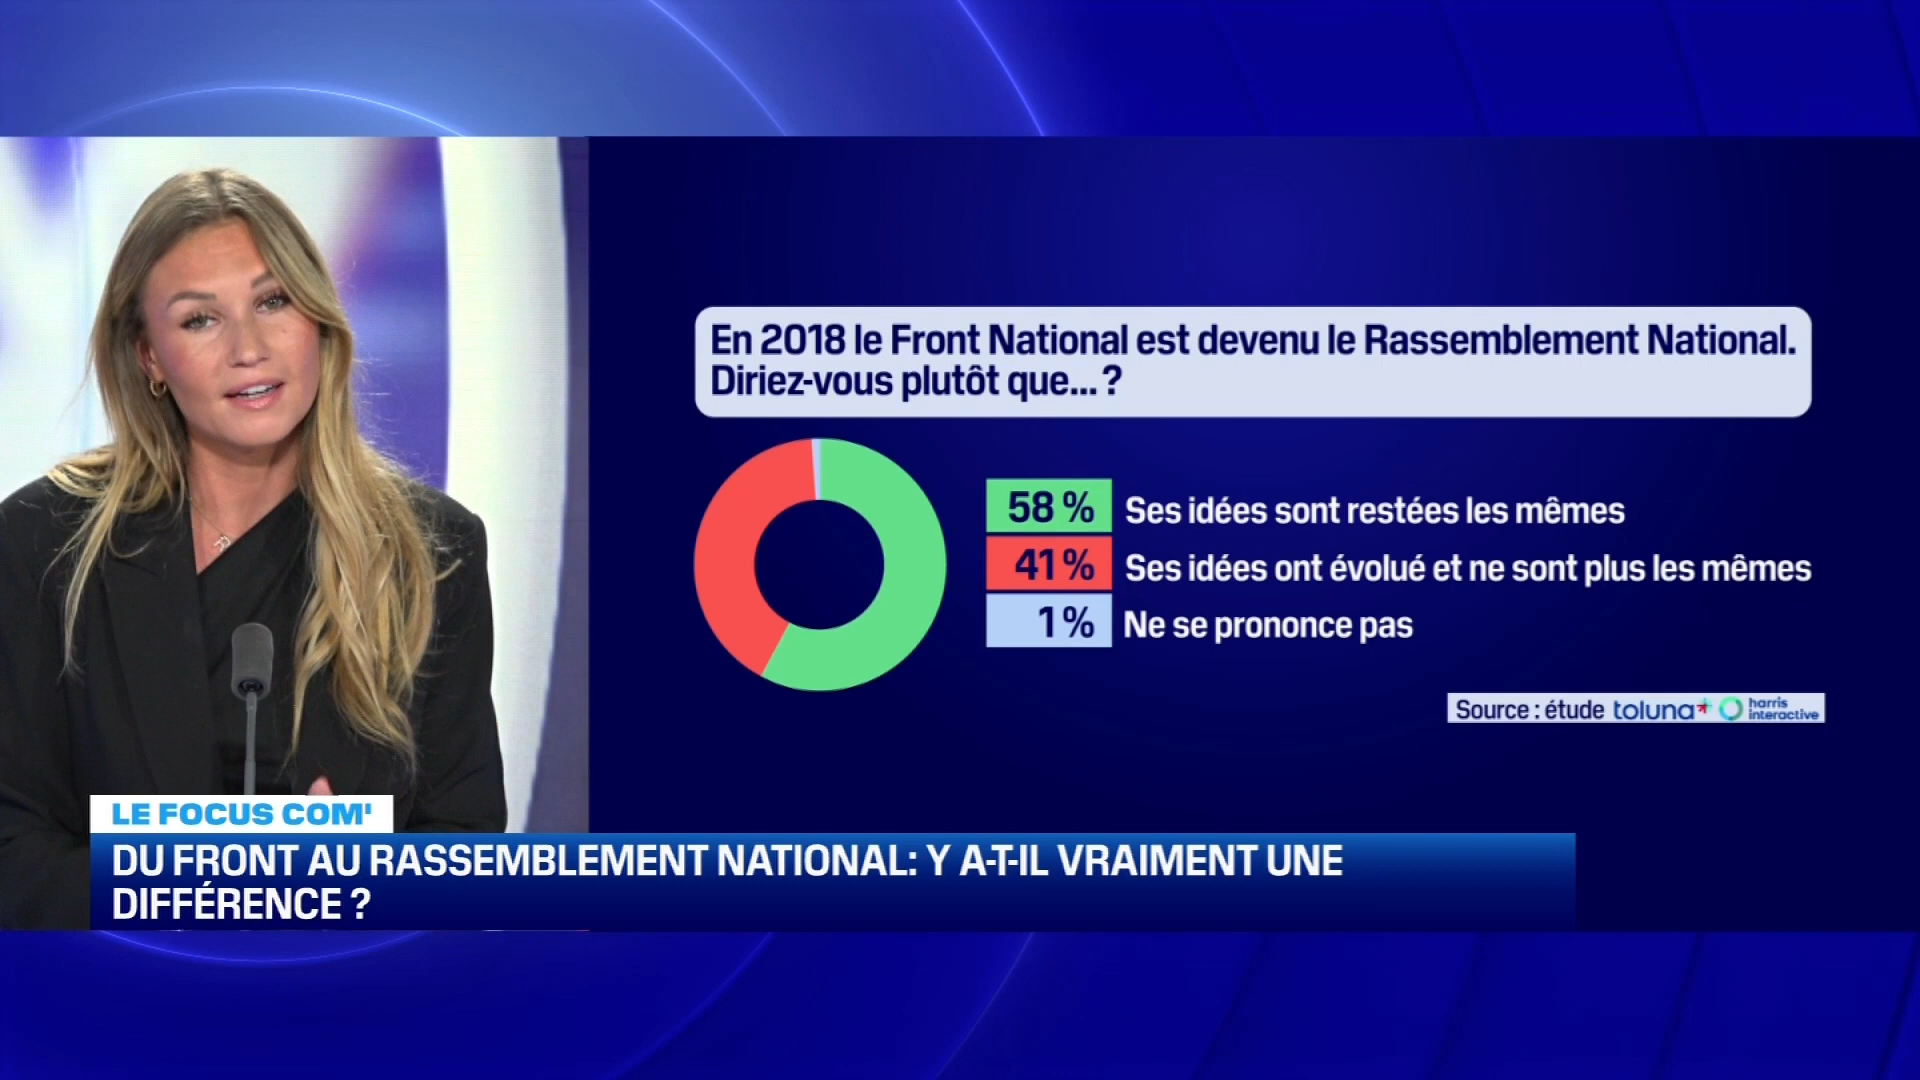 En 2018 le Front National est devenu le Rassemblement National.
Diriez-vous plutôt que... ?
58 % Ses idées sont restées les mêmes
41 % Ses idées ont évolué et ne sont plus les mêmes
1 % Ne se prononce pas
Source : étude toluna harris interactive
LE FOCUS COM'
DU FRONT AU RASSEMBLEMENT NATIONAL: Y A-T-IL VRAIMENT UNE
DIFFÉRENCE ?